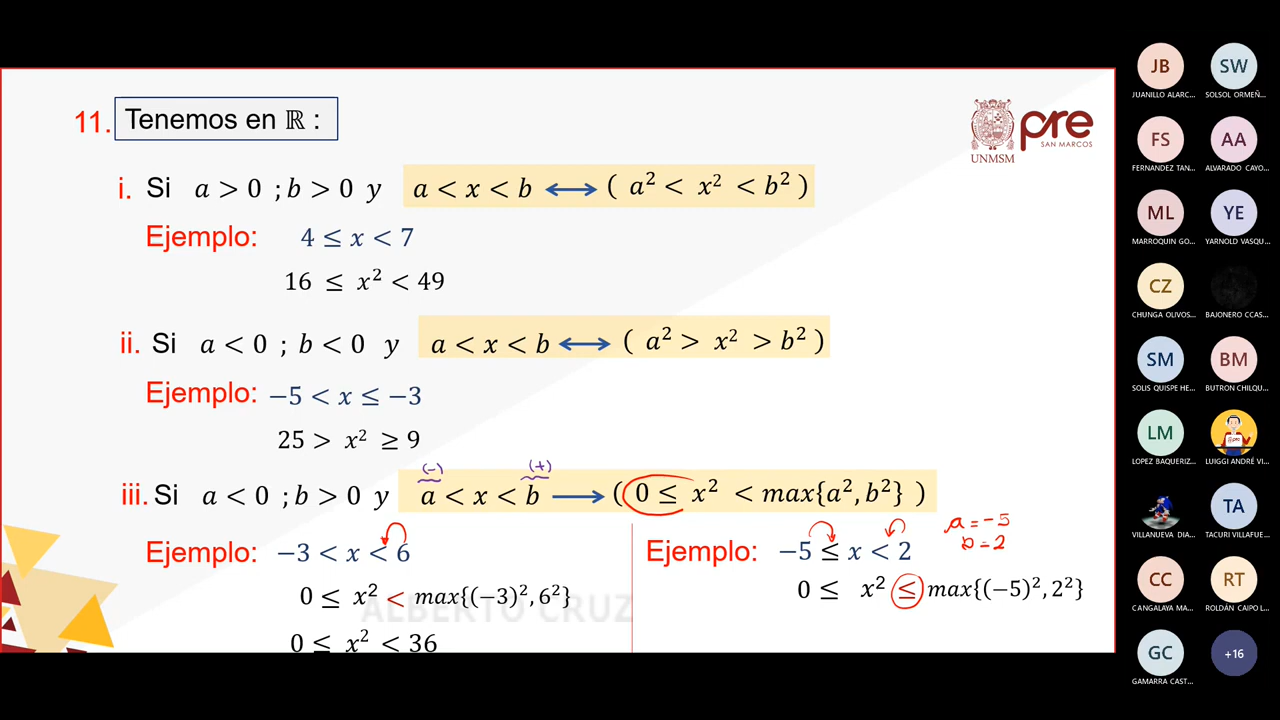 11. Tenemos en ℝ :
pre
SAN MARCOS
UNMSM
i. Si a > 0 ; b > 0 y a < x < b ⟷ ( a² < x² < b² )
Ejemplo: 4 ≤ x < 7
16 ≤ x² < 49
ii. Si a < 0 ; b < 0 y a < x < b ⟷ ( a² > x² > b² )
Ejemplo: −5 < x ≤ −3
25 > x² ≥ 9
(−) (+)
iii. Si a < 0 ; b > 0 y a < x < b ⟶ ( 0 ≤ x² < max{a², b²} )
Ejemplo: −3 < x < 6
0 ≤ x² < max{(−3)², 6²}
0 ≤ x² < 36
Ejemplo: −5 ≤ x < 2
a = −5
b = 2
0 ≤ x² ≤ max{(−5)², 2²}
ALBERTO CRUZ
JB SW
JUANILLO ALARC... SOLSOL ORMEÑ...
FS AA
FERNANDEZ TAN... ALVARADO CAYO...
ML YE
MARROQUIN GO... YARNOLD VASQU...
CZ
CHUNGA OLIVOS... BAJONERO CCAS...
SM BM
SOLIS QUISPE HE... BUTRON CHILQU...
LM
LOPEZ BAQUERIZ... LUIGGI ANDRÉ VI...
TA
VILLANUEVA DIA... TACURI VILLAFUE...
CC RT
CANGALAYA MA... ROLDÁN CAIPO L...
GC +16
GAMARRA CAST...